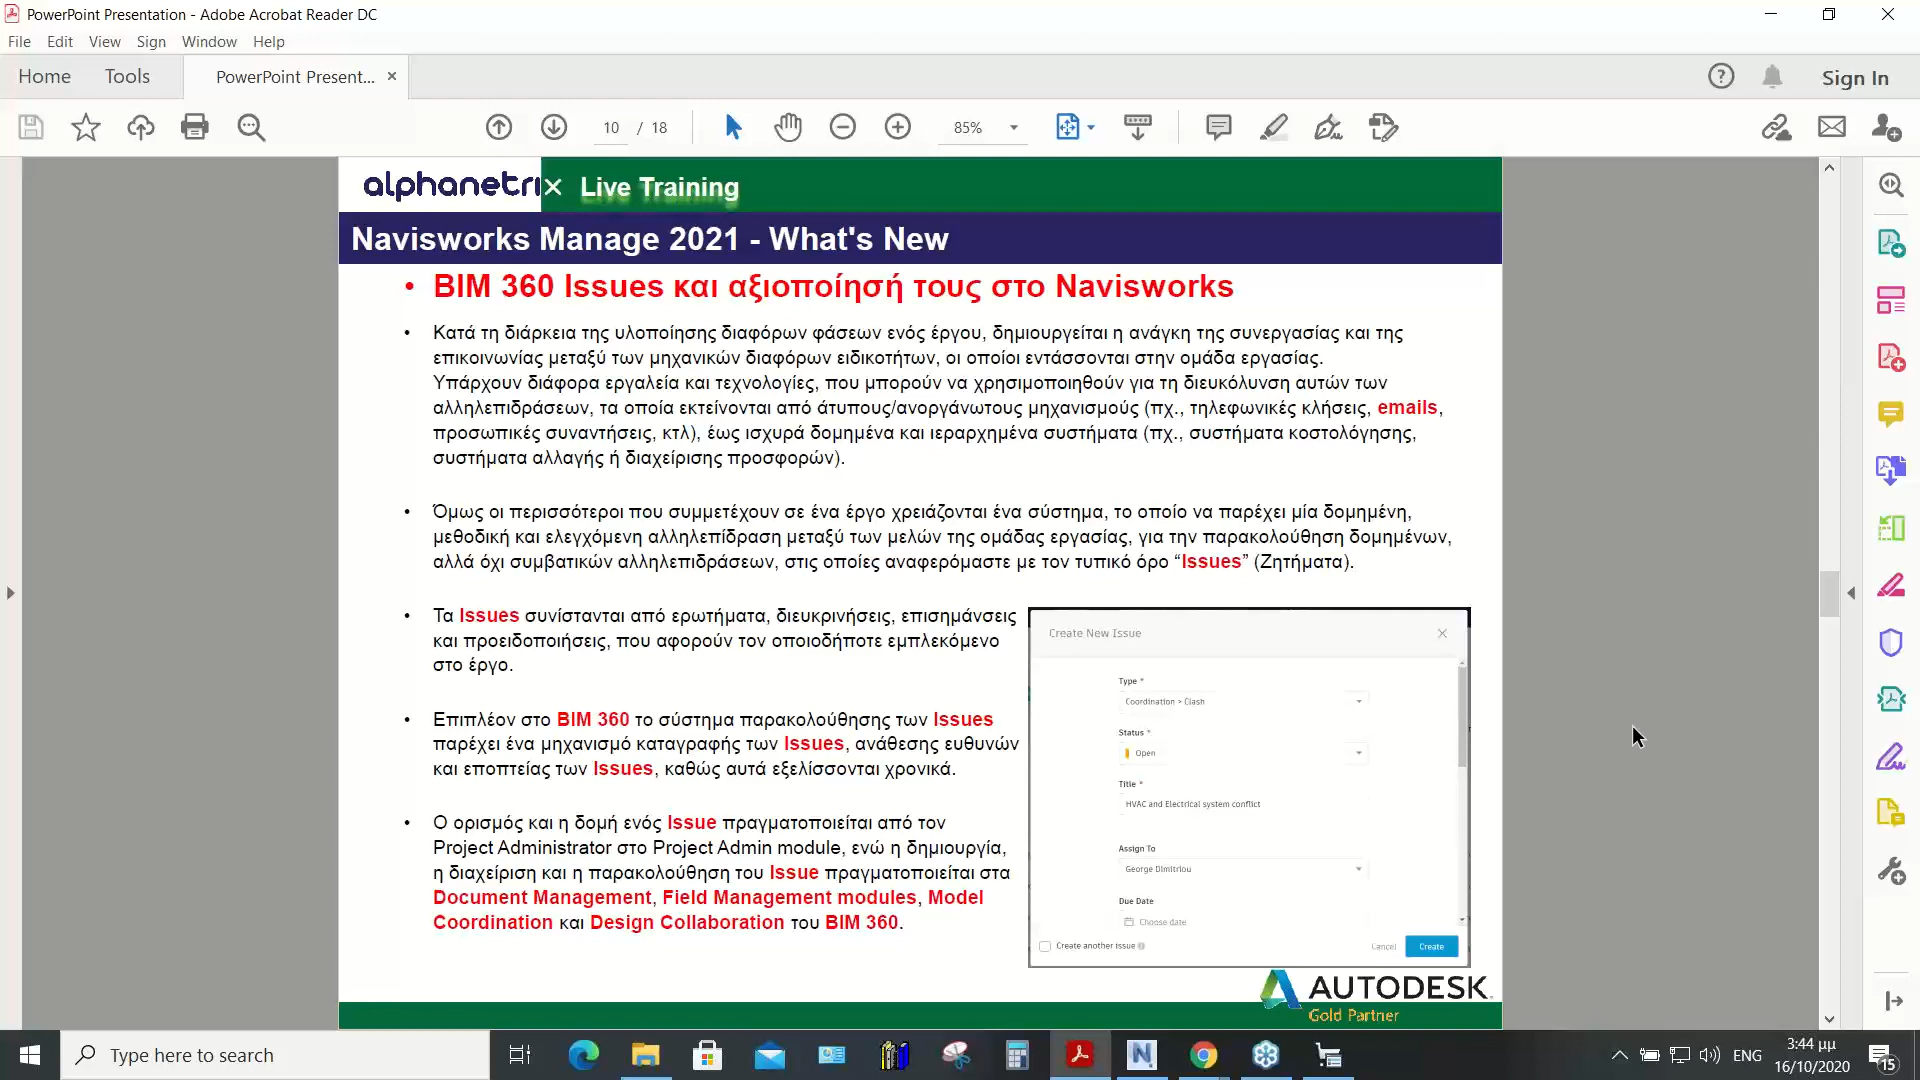 PowerPoint Presentation - Adobe Acrobat Reader DC
File Edit View Sign Window Help
Home Tools PowerPoint Present... Sign In
10 / 18 85%
alphanetrix Live Training
Navisworks Manage 2021 - What's New
• BIM 360 Issues και αξιοποίησή τους στο Navisworks
• Κατά τη διάρκεια της υλοποίησης διαφόρων φάσεων ενός έργου, δημιουργείται η ανάγκη της συνεργασίας και της
επικοινωνίας μεταξύ των μηχανικών διαφόρων ειδικοτήτων, οι οποίοι εντάσσονται στην ομάδα εργασίας.
Υπάρχουν διάφορα εργαλεία και τεχνολογίες, που μπορούν να χρησιμοποιηθούν για τη διευκόλυνση αυτών των
αλληλεπιδράσεων, τα οποία εκτείνονται από άτυπους/ανοργάνωτους μηχανισμούς (πχ., τηλεφωνικές κλήσεις, emails,
προσωπικές συναντήσεις, κτλ), έως ισχυρά δομημένα και ιεραρχημένα συστήματα (πχ., συστήματα κοστολόγησης,
συστήματα αλλαγής ή διαχείρισης προσφορών).
• Όμως οι περισσότεροι που συμμετέχουν σε ένα έργο χρειάζονται ένα σύστημα, το οποίο να παρέχει μία δομημένη,
μεθοδική και ελεγχόμενη αλληλεπίδραση μεταξύ των μελών της ομάδας εργασίας, για την παρακολούθηση δομημένων,
αλλά όχι συμβατικών αλληλεπιδράσεων, στις οποίες αναφερόμαστε με τον τυπικό όρο “Issues” (Ζητήματα).
• Τα Issues συνίστανται από ερωτήματα, διευκρινήσεις, επισημάνσεις
και προειδοποιήσεις, που αφορούν τον οποιοδήποτε εμπλεκόμενο
στο έργο.
• Επιπλέον στο BIM 360 το σύστημα παρακολούθησης των Issues
παρέχει ένα μηχανισμό καταγραφής των Issues, ανάθεσης ευθυνών
και εποπτείας των Issues, καθώς αυτά εξελίσσονται χρονικά.
• Ο ορισμός και η δομή ενός Issue πραγματοποιείται από τον
Project Administrator στο Project Admin module, ενώ η δημιουργία,
η διαχείριση και η παρακολούθηση του Issue πραγματοποιείται στα
Document Management, Field Management modules, Model
Coordination και Design Collaboration του BIM 360.
Create New Issue
Type *
Coordination > Clash
Status *
Open
Title *
HVAC and Electrical system conflict
Assign To
George Dimitriou
Due Date
Choose date
Create another issue Cancel Create
AUTODESK
Gold Partner
Type here to search
ENG
3:44 μμ
16/10/2020
15